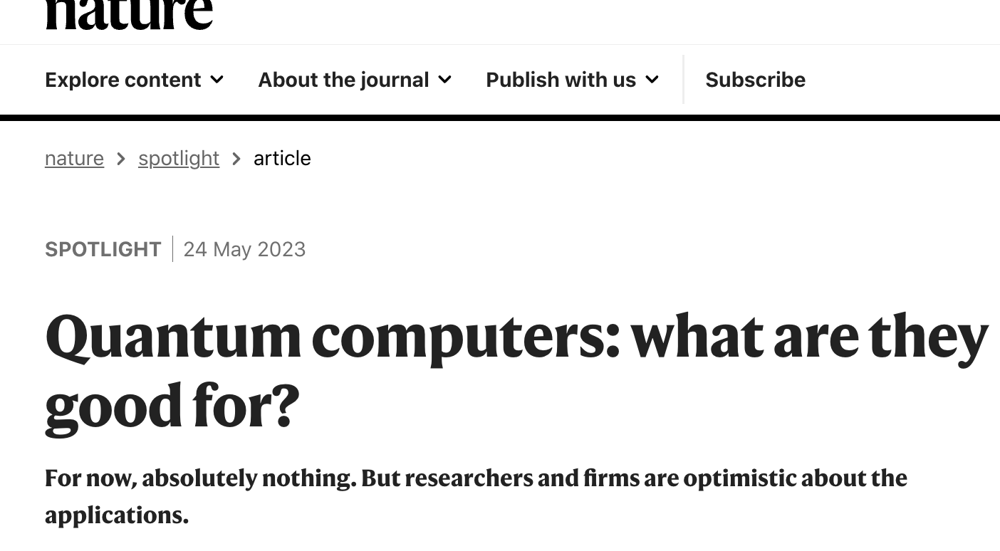 nature
Explore content
About the journal
Publish with us
Subscribe
nature > spotlight > article
SPOTLIGHT | 24 May 2023
Quantum computers: what are they
good for?
For now, absolutely nothing. But researchers and firms are optimistic about the
applications.